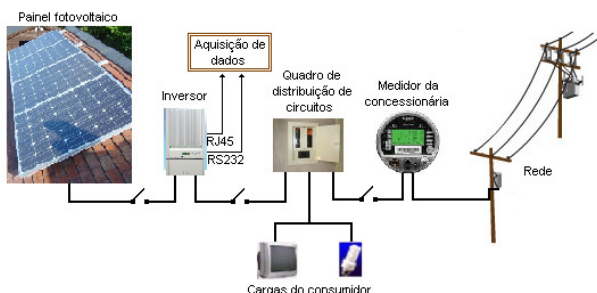 Painel fotovoltaico
Aquisição de
dados
Inversor
RJ45
RS232
Quadro de
distribuição de
circuitos
Medidor da
concessionária
Rede
Cargas do consumidor